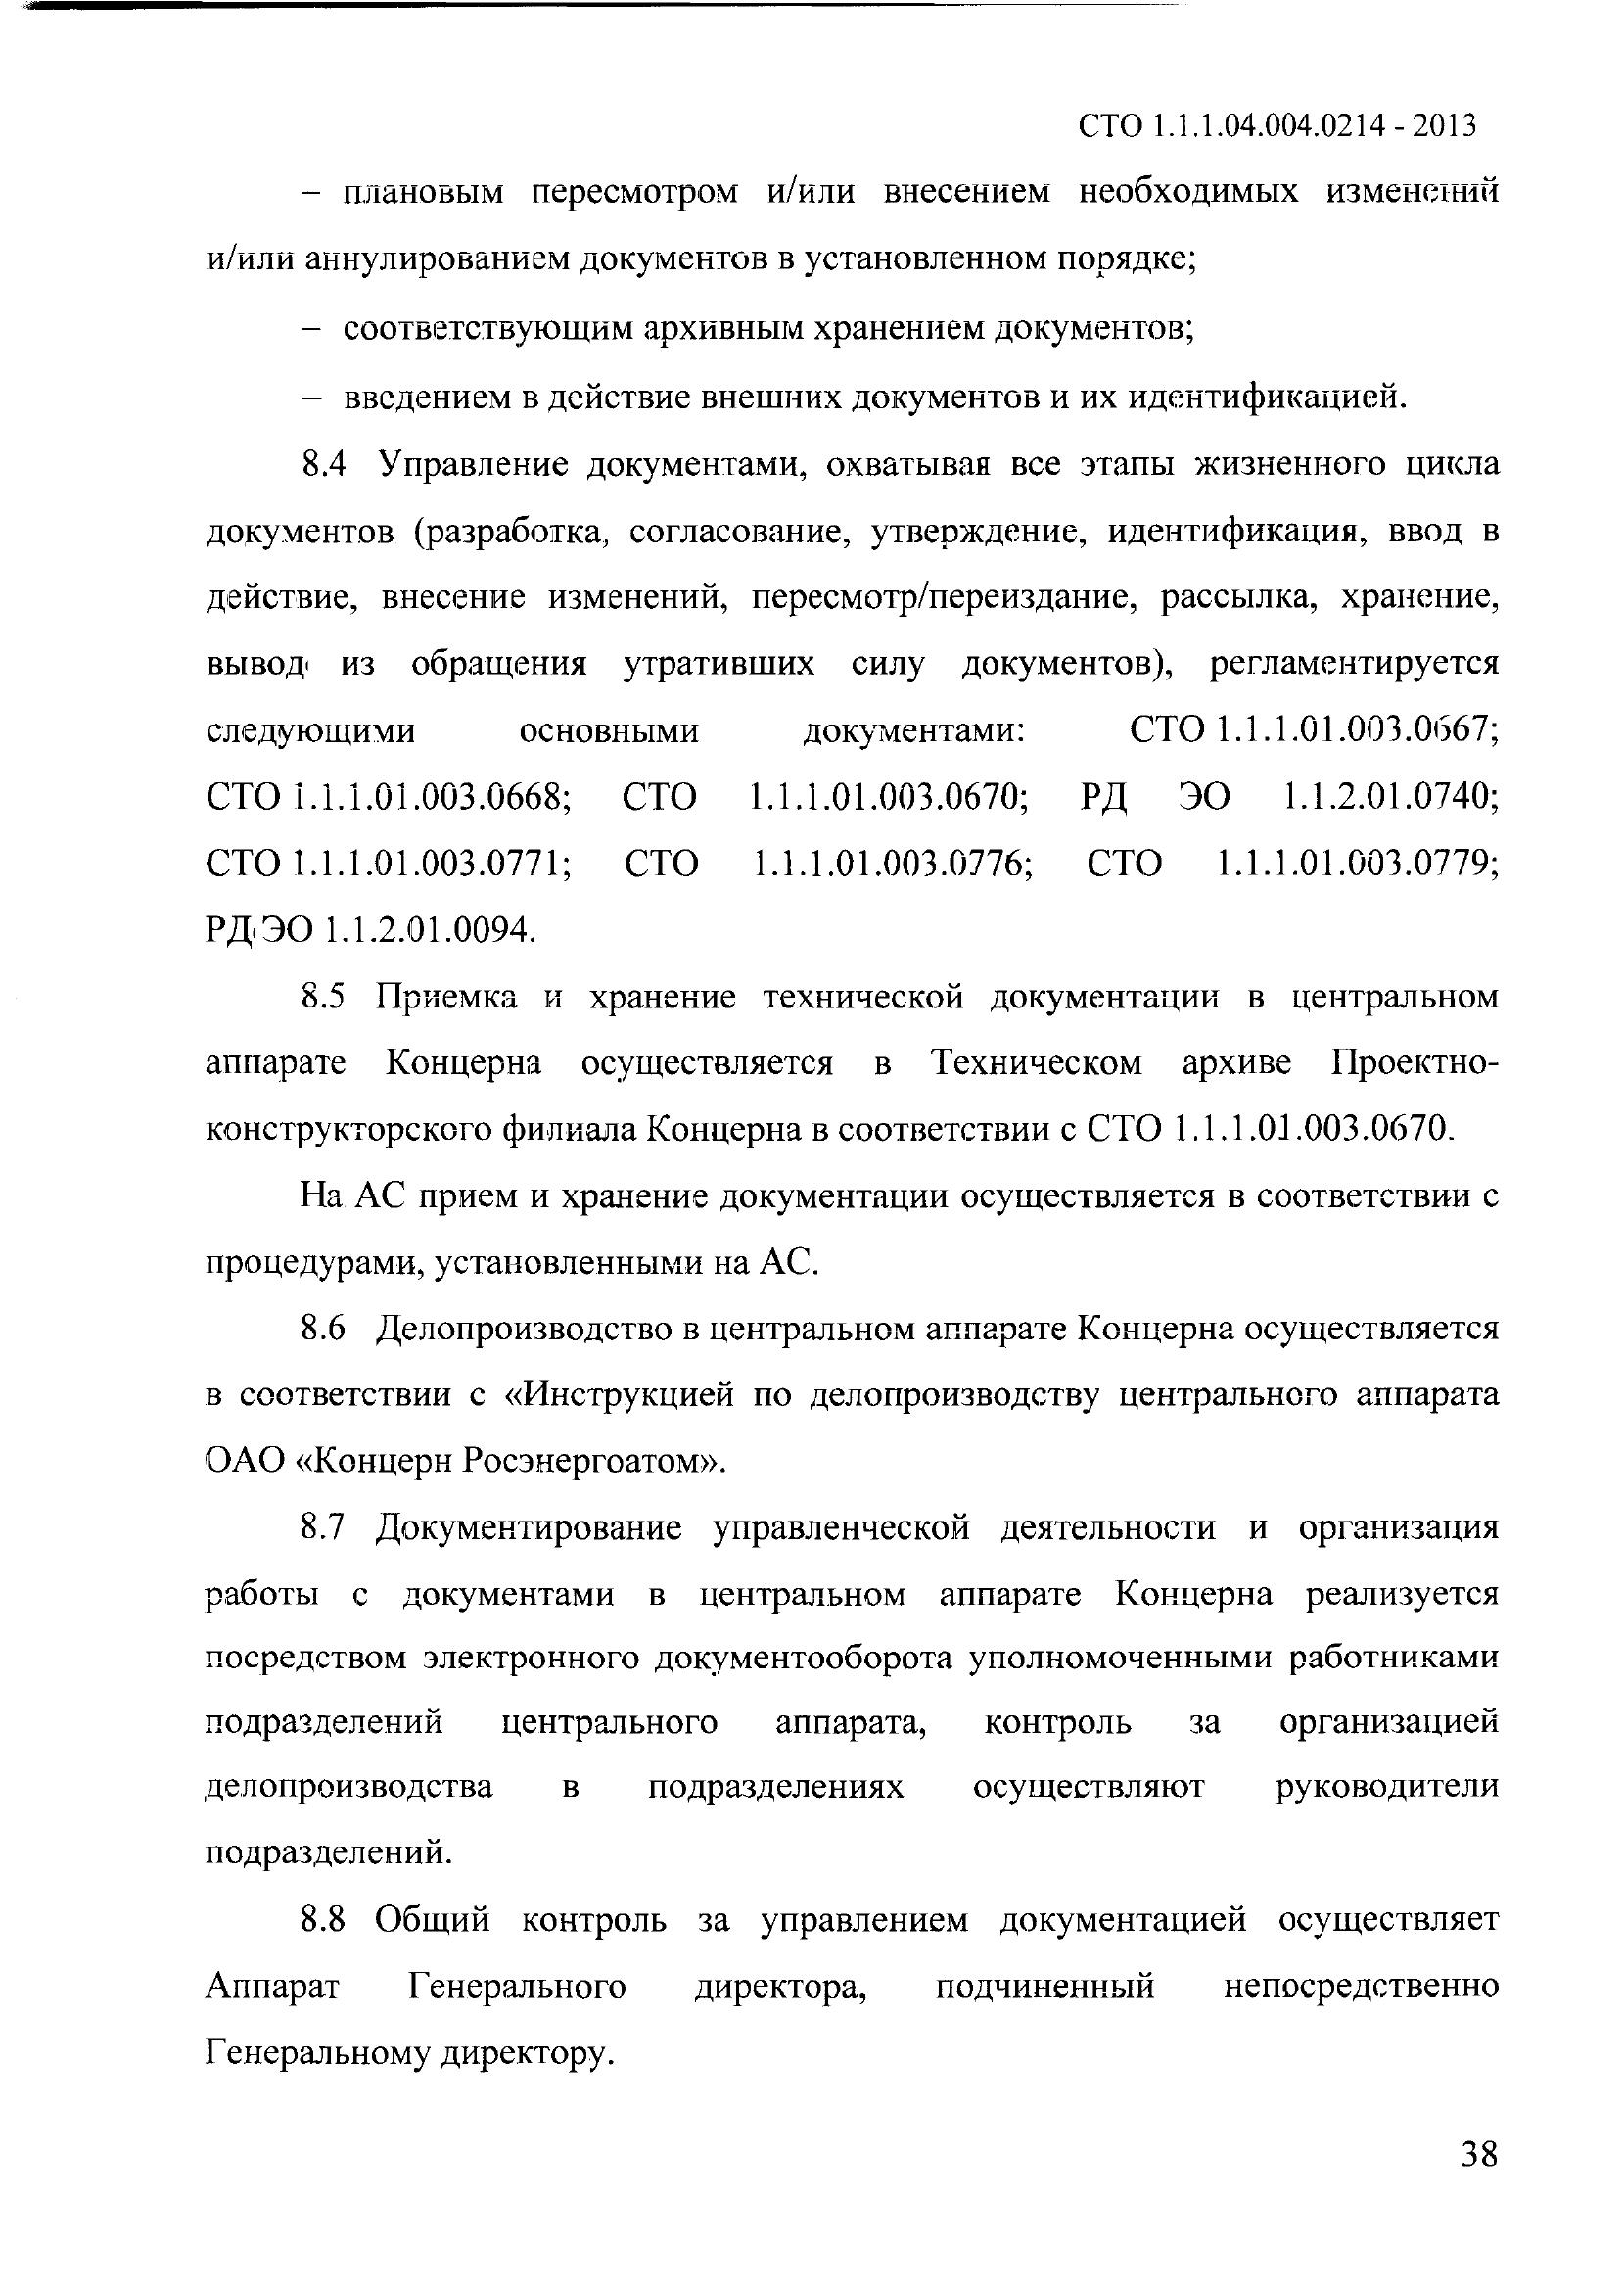 СТО 1.1.1.04.004.0214 - 2013
– плановым пересмотром и/или внесением необходимых изменений
и/или аннулированием документов в установленном порядке;
– соответствующим архивным хранением документов;
– введением в действие внешних документов и их идентификацией.
8.4 Управление документами, охватывая все этапы жизненного цикла
документов (разработка, согласование, утверждение, идентификация, ввод в
действие, внесение изменений, пересмотр/переиздание, рассылка, хранение,
вывод из обращения утративших силу документов), регламентируется
следующими основными документами: СТО 1.1.1.01.003.0667;
СТО 1.1.1.01.003.0668; СТО 1.1.1.01.003.0670; РД ЭО 1.1.2.01.0740;
СТО 1.1.1.01.003.0771; СТО 1.1.1.01.003.0776; СТО 1.1.1.01.003.0779;
РД ЭО 1.1.2.01.0094.
8.5 Приемка и хранение технической документации в центральном
аппарате Концерна осуществляется в Техническом архиве Проектно-
конструкторского филиала Концерна в соответствии с СТО 1.1.1.01.003.0670.
На АС прием и хранение документации осуществляется в соответствии с
процедурами, установленными на АС.
8.6 Делопроизводство в центральном аппарате Концерна осуществляется
в соответствии с «Инструкцией по делопроизводству центрального аппарата
ОАО «Концерн Росэнергоатом».
8.7 Документирование управленческой деятельности и организация
работы с документами в центральном аппарате Концерна реализуется
посредством электронного документооборота уполномоченными работниками
подразделений центрального аппарата, контроль за организацией
делопроизводства в подразделениях осуществляют руководители
подразделений.
8.8 Общий контроль за управлением документацией осуществляет
Аппарат Генерального директора, подчиненный непосредственно
Генеральному директору.
38